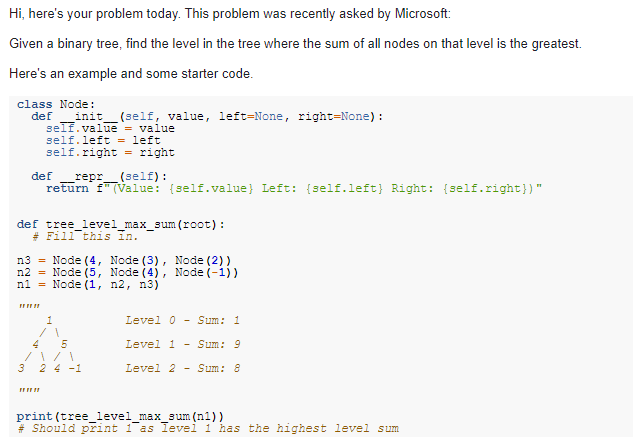 Hi, here's your problem today. This problem was recently asked by Microsoft:
Given a binary tree, find the level in the tree where the sum of all nodes on that level is the greatest.
Here's an example and some starter code.
class Node:
  def __init__(self, value, left=None, right=None):
    self.value = value
    self.left = left
    self.right = right
  def __repr__(self):
    return f"(Value: {self.value} Left: {self.left} Right: {self.right})"
def tree_level_max_sum(root):
  # Fill this in.
n3 = Node(4, Node(3), Node(2))
n2 = Node(5, Node(4), Node(-1))
n1 = Node(1, n2, n3)
"""
    1          Level 0 - Sum: 1
   / \
  4   5        Level 1 - Sum: 9
 / \ / \
3  2 4 -1      Level 2 - Sum: 8
"""
print(tree_level_max_sum(n1))
# Should print 1 as level 1 has the highest level sum